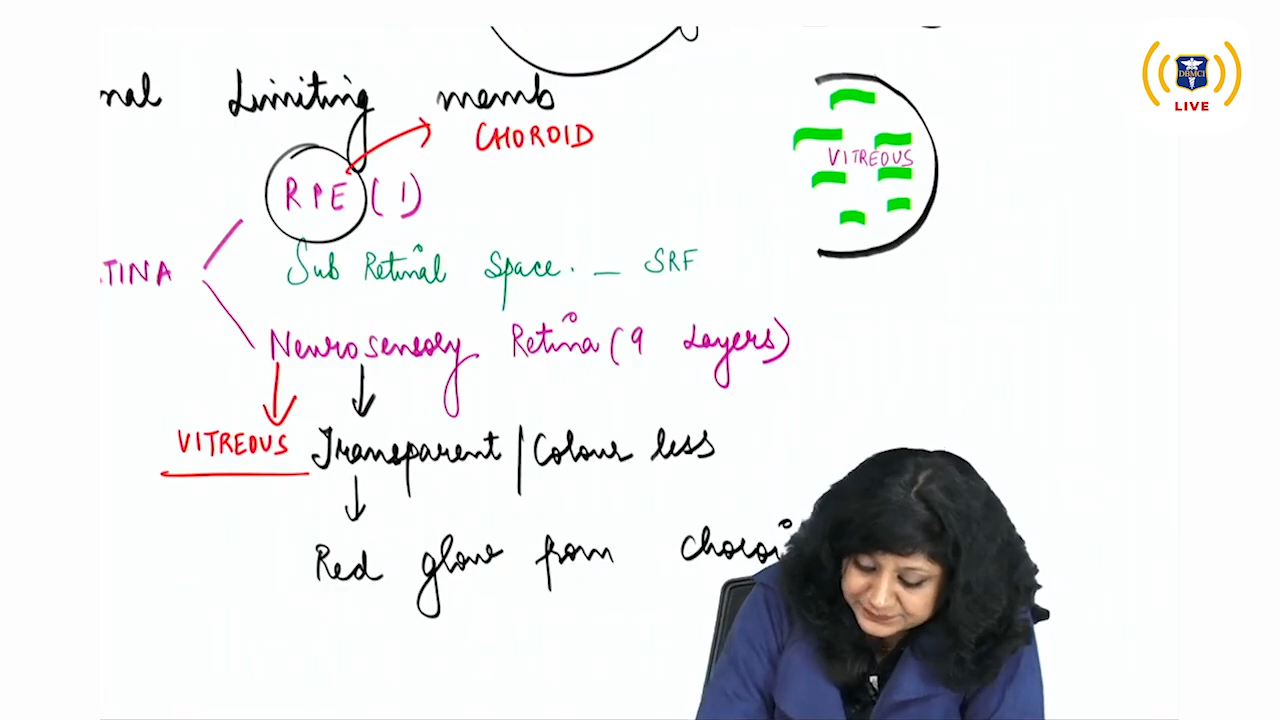 nal Limiting memb
CHOROID
RPE (1)
TINA
Sub Retinal Space. _ SRF
Neurosensory Retina (9 Layers)
VITREOUS
Transparent / Colour less
Red glow from choroi
VITREOUS
DBMCI
LIVE